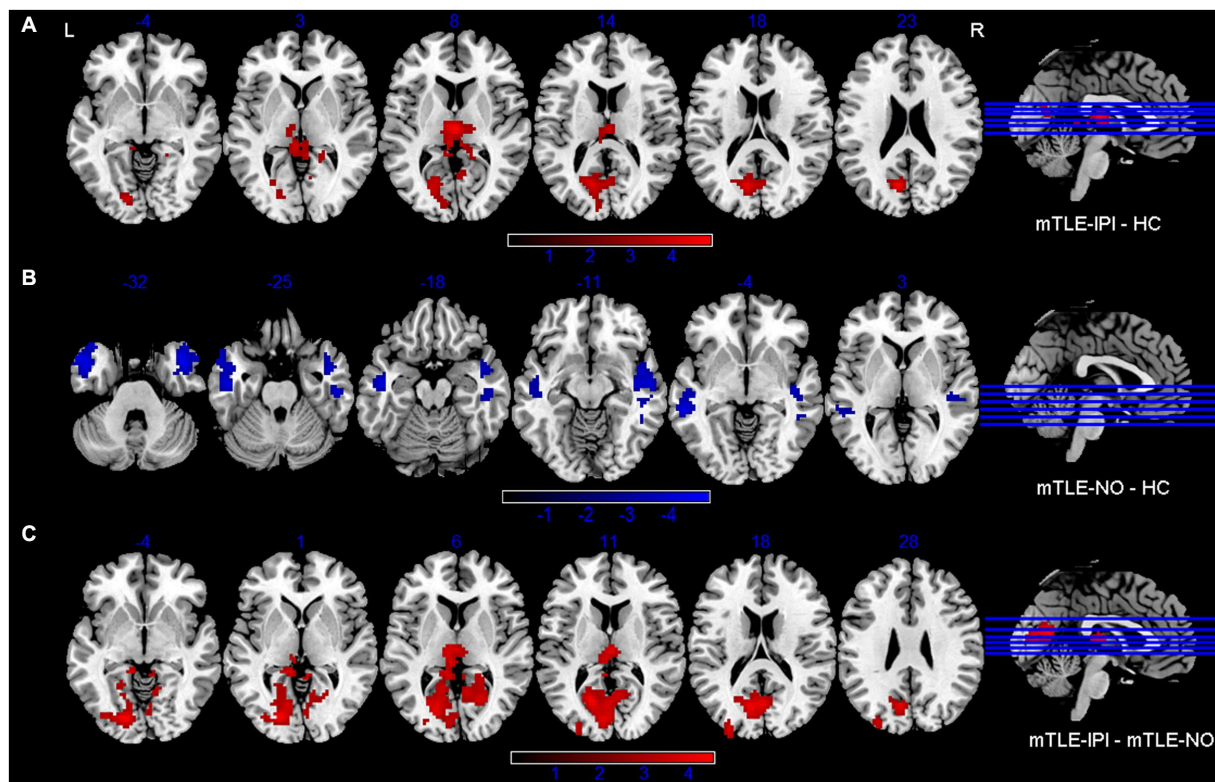 A L -4 3 8 14 18 23 R
mTLE-IPI - HC
1 2 3 4
B -32 -25 -18 -11 -4 3
mTLE-NO - HC
-1 -2 -3 -4
C -4 1 6 11 18 28
mTLE-IPI - mTLE-NO
1 2 3 4